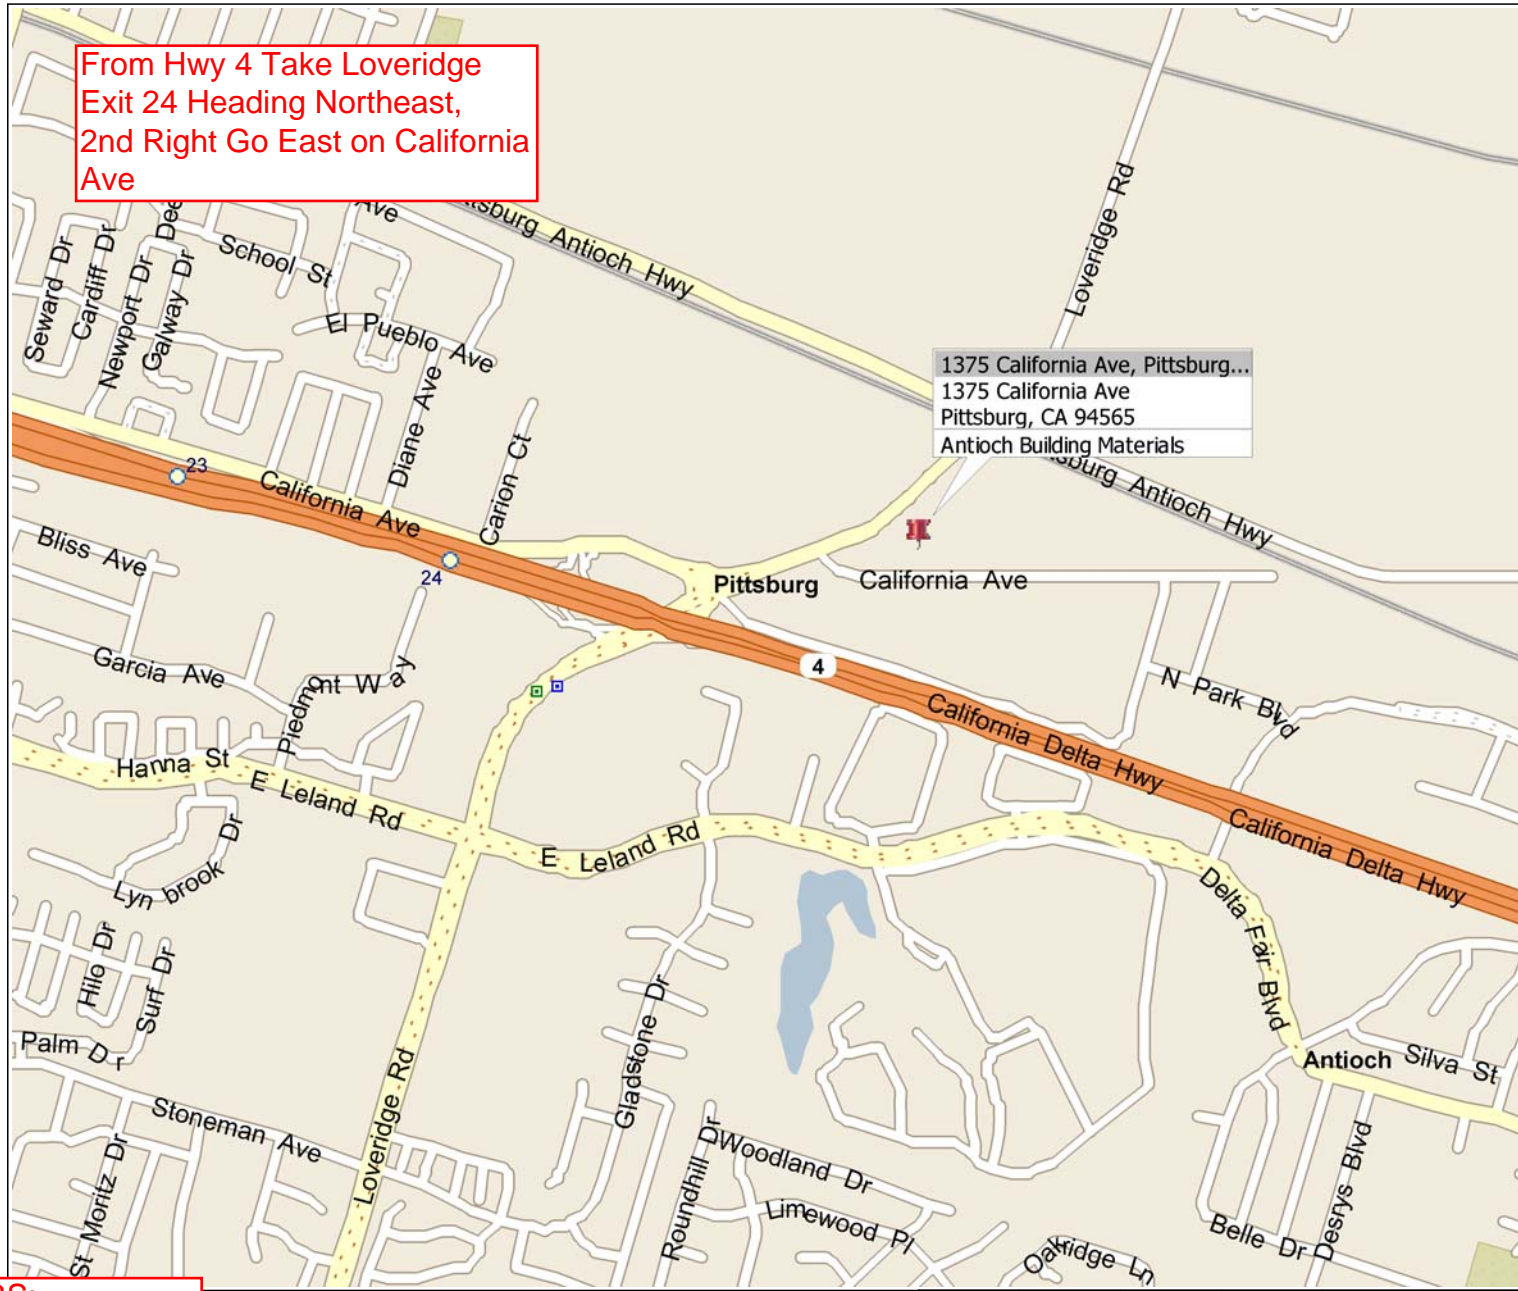 From Hwy 4 Take Loveridge
Exit 24 Heading Northeast,
2nd Right Go East on California
Ave
Ave
Pittsburg Antioch Hwy
Loveridge Rd
School St
Seward Dr
Cardiff Dr
Newport Dr
Galway Dr
El Pueblo Ave
Diane Ave
Carion Ct
1375 California Ave, Pittsburg...
1375 California Ave
Pittsburg, CA 94565
Antioch Building Materials
Antioch Hwy
23
California Ave
24
Bliss Ave
Pittsburg
California Ave
Garcia Ave
Piedmont Way
4
N Park Blvd
California Delta Hwy
Hanna St
E Leland Rd
E Leland Rd
California Delta Hwy
Lyn brook Dr
Delta Fair Blvd
Hilo Dr
Surf Dr
Palm Dr
Gladstone Dr
Loveridge Rd
Antioch
Silva St
Stoneman Ave
St Moritz Dr
Roundhill Dr
Woodland Dr
Limewood Pl
Oakridge Ln
Belle Dr
Desrys Blvd